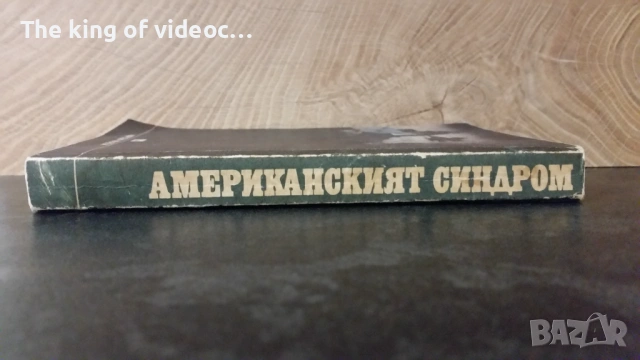 The king of videoc...
АМЕРИКАНСКИЯТ СИНДРОМ
BAZAR